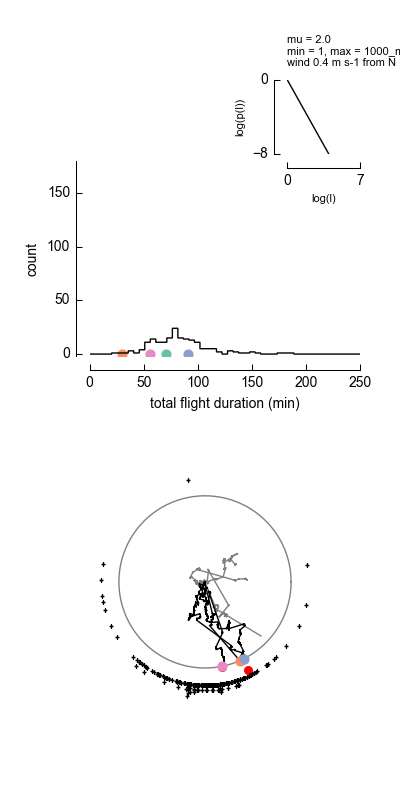 mu = 2.0
min = 1, max = 1000_m
wind 0.4 m s-1 from N
0
log(p(l))
−8
0 7
log(l)
150
100
50
0
count
0 50 100 150 200 250
total flight duration (min)